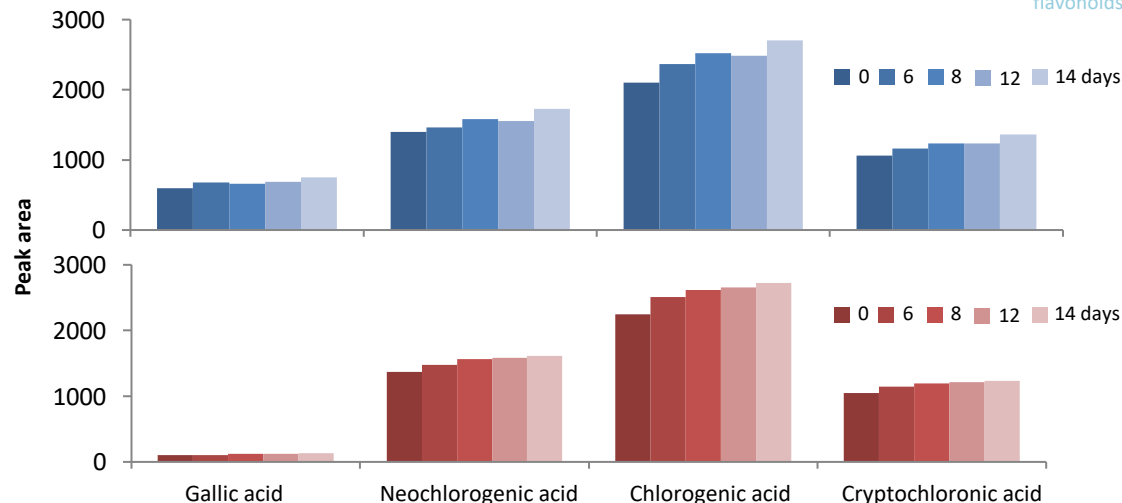 flavonoids
3000
2000
1000
0
0 6 8 12 14 days
Peak area
3000
2000
1000
0
0 6 8 12 14 days
Gallic acid Neochlorogenic acid Chlorogenic acid Cryptochloronic acid